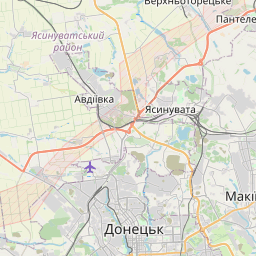 Верхньоторецьке
Пантеле
Ясинуватський
район
Авдіївка
Ясинувата
Макі
Донецьк